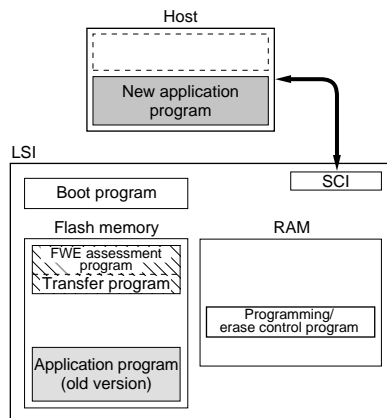 Host
New application
program
LSI
SCI
Boot program
Flash memory
RAM
FWE assessment
program
Transfer program
Programming/
erase control program
Application program
(old version)